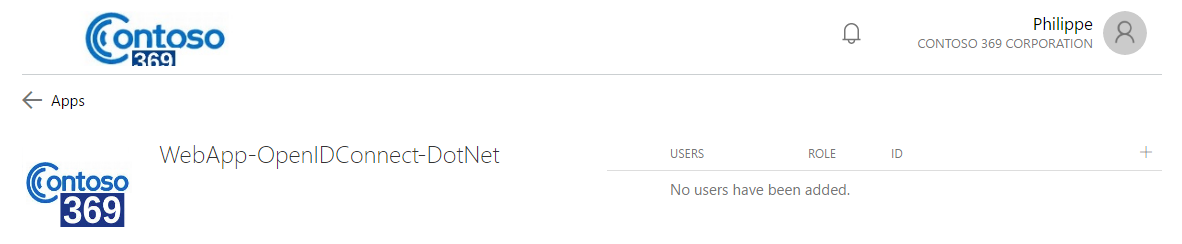 Contoso
369
Philippe
CONTOSO 369 CORPORATION
Apps
WebApp-OpenIDConnect-DotNet
Contoso
369
USERS ROLE ID
No users have been added.